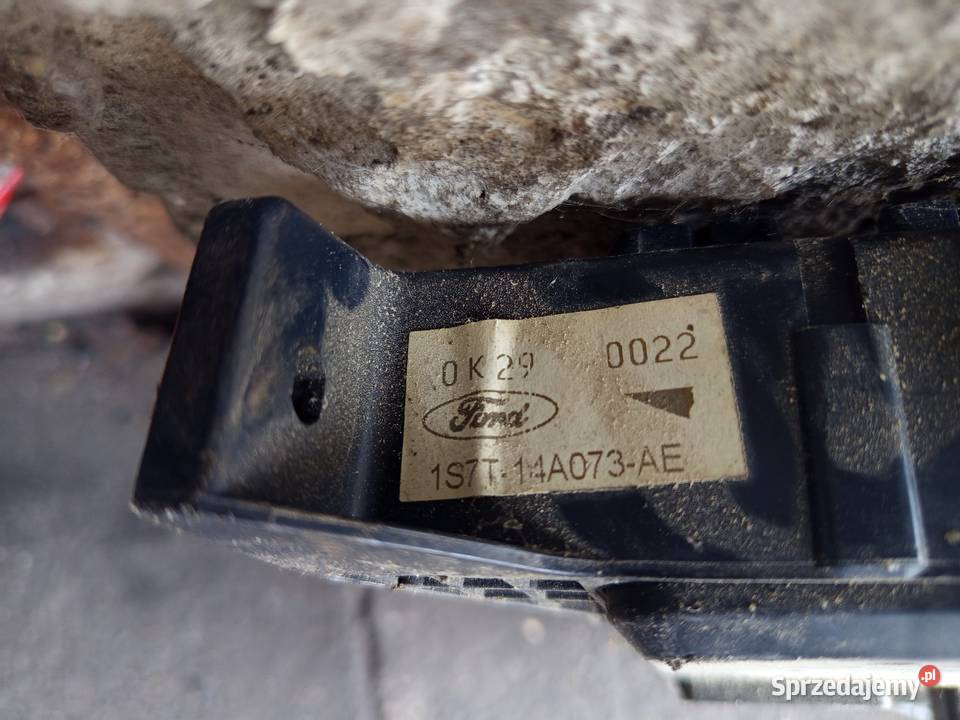 0K29 0022
Ford
1S7T-14A073-AE
Sprzedajemy.pl